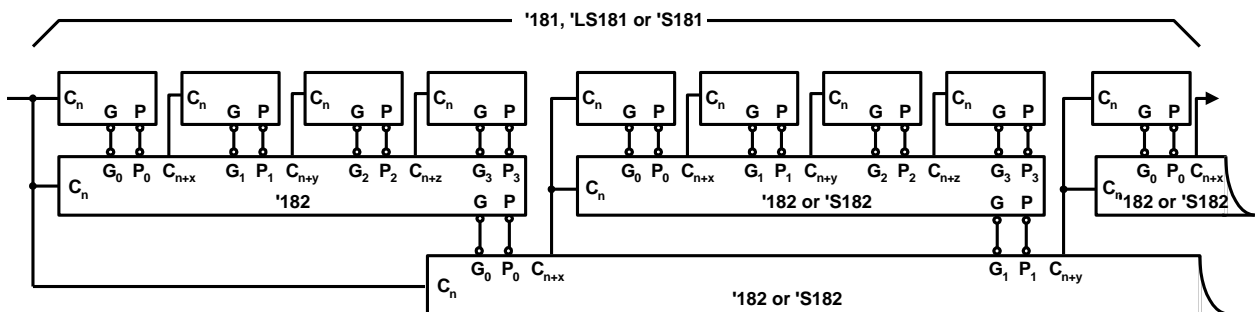 '181, 'LS181 or 'S181
Cn G P Cn G P Cn G P Cn G P Cn G P Cn G P Cn G P Cn G P Cn G P
G0 P0 Cn+x G1 P1 Cn+y G2 P2 Cn+z G3 P3 G0 P0 Cn+x G1 P1 Cn+y G2 P2 Cn+z G3 P3 G0 P0 Cn+x
Cn '182 G P Cn '182 or 'S182 G P Cn '182 or 'S182
G0 P0 Cn+x G1 P1 Cn+y
Cn '182 or 'S182